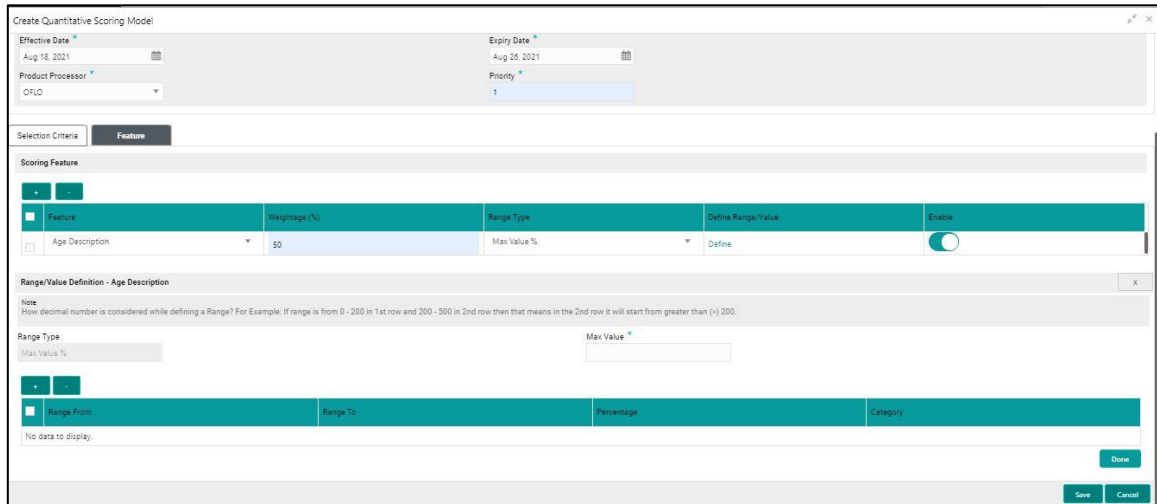 Create Quantitative Scoring Model
Effective Date * Expiry Date *
Aug 18, 2021 Aug 26, 2021
Product Processor * Priority *
OFLO 1
Selection Criteria Feature
Scoring Feature
+ -
Feature Weightage (%) Range Type Define Range/Value Enable
Age Description 50 Max Value % Define
Range/Value Definition - Age Description X
Note
How decimal number is considered while defining a Range? For Example: If range is from 0 - 200 in 1st row and 200 - 500 in 2nd row then that means in the 2nd row it will start from greater than (>) 200.
Range Type Max Value *
Max Value %
+ -
Range From Range To Percentage Category
No data to display.
Done
Save Cancel